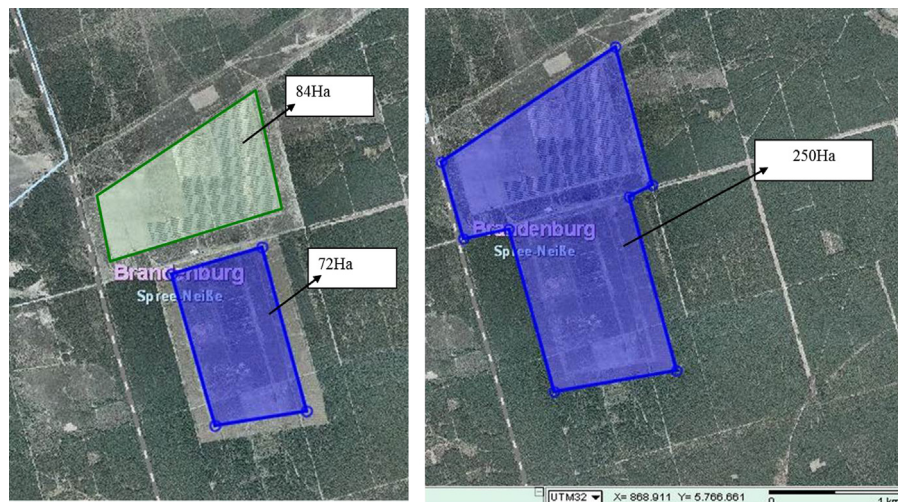 84Ha
72Ha
Brandenburg
Spree-Neiße
250Ha
Brandenburg
Spree-Neiße
UTM32 X= 868.911 Y= 5.766.661
0 1 km